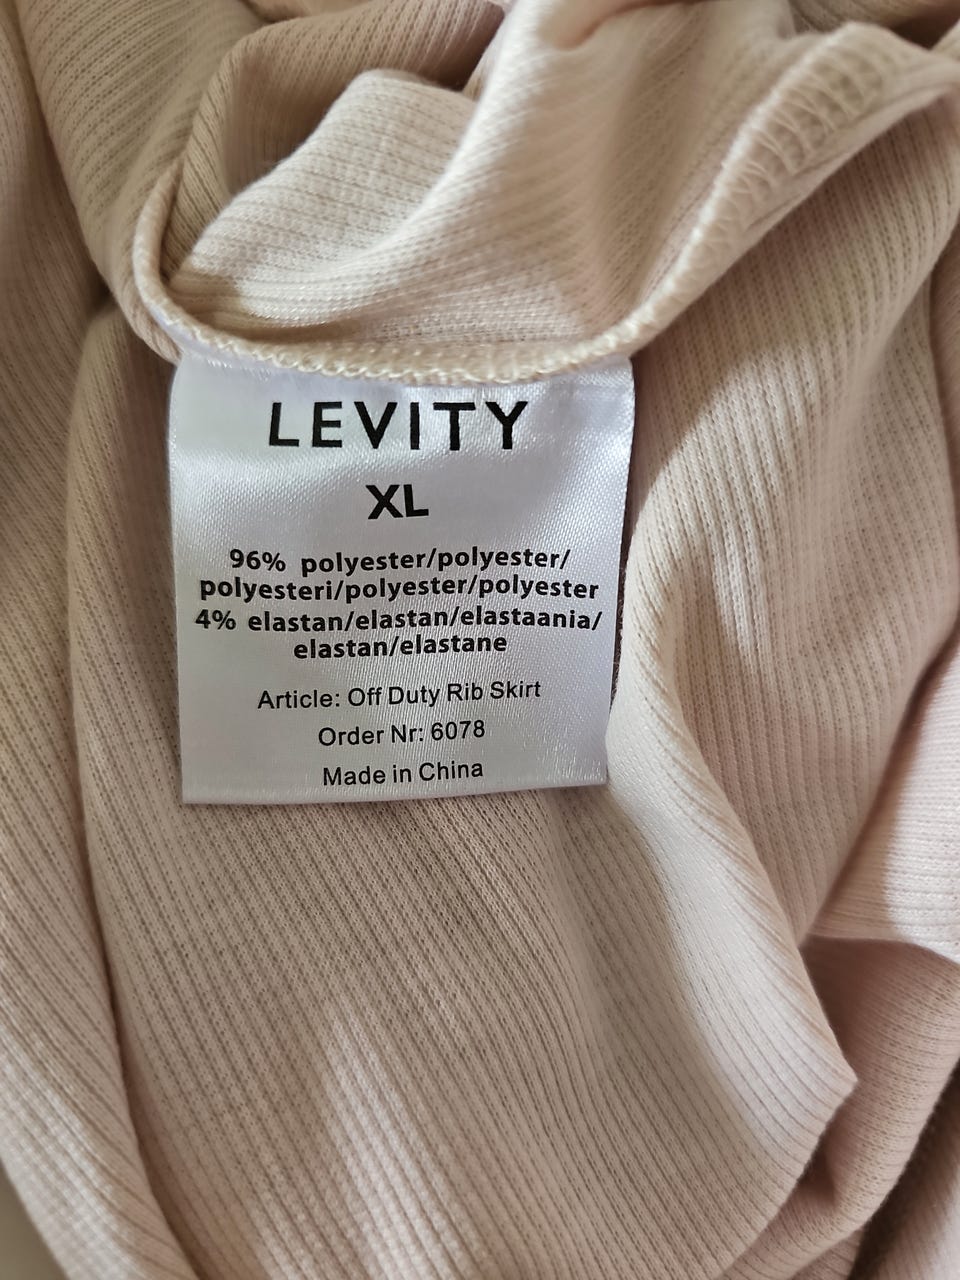 LEVITY
XL
96% polyester/polyester/
polyesteri/polyester/polyester
4% elastan/elastan/elastaania/
elastan/elastane
Article: Off Duty Rib Skirt
Order Nr: 6078
Made in China